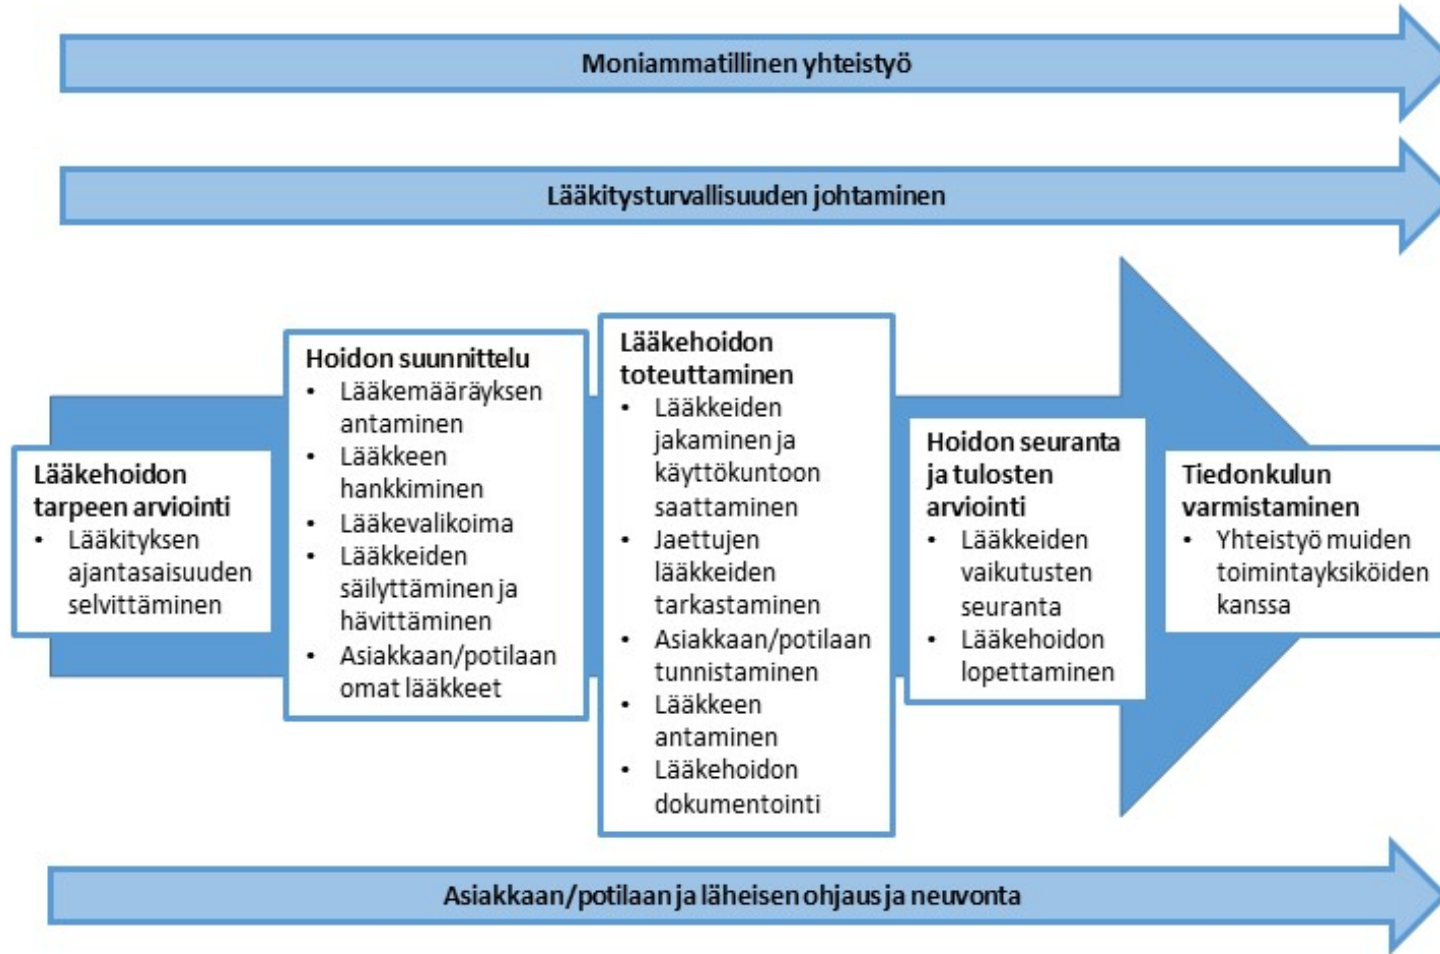 Moniammatillinen yhteistyö
Lääkitysturvallisuuden johtaminen
Lääkehoidon
tarpeen arviointi
• Lääkityksen
ajantasaisuuden
selvittäminen
Hoidon suunnittelu
• Lääkemääräyksen
antaminen
• Lääkkeen
hankkiminen
• Lääkevalikoima
• Lääkkeiden
säilyttäminen ja
hävittäminen
• Asiakkaan/potilaan
omat lääkkeet
Lääkehoidon
toteuttaminen
• Lääkkeiden
jakaminen ja
käyttökuntoon
saattaminen
• Jaettujen
lääkkeiden
tarkastaminen
• Asiakkaan/potilaan
tunnistaminen
• Lääkkeen
antaminen
• Lääkehoidon
dokumentointi
Hoidon seuranta
ja tulosten
arviointi
• Lääkkeiden
vaikutusten
seuranta
• Lääkehoidon
lopettaminen
Tiedonkulun
varmistaminen
• Yhteistyö muiden
toimintayksiköiden
kanssa
Asiakkaan/potilaan ja läheisen ohjaus ja neuvonta